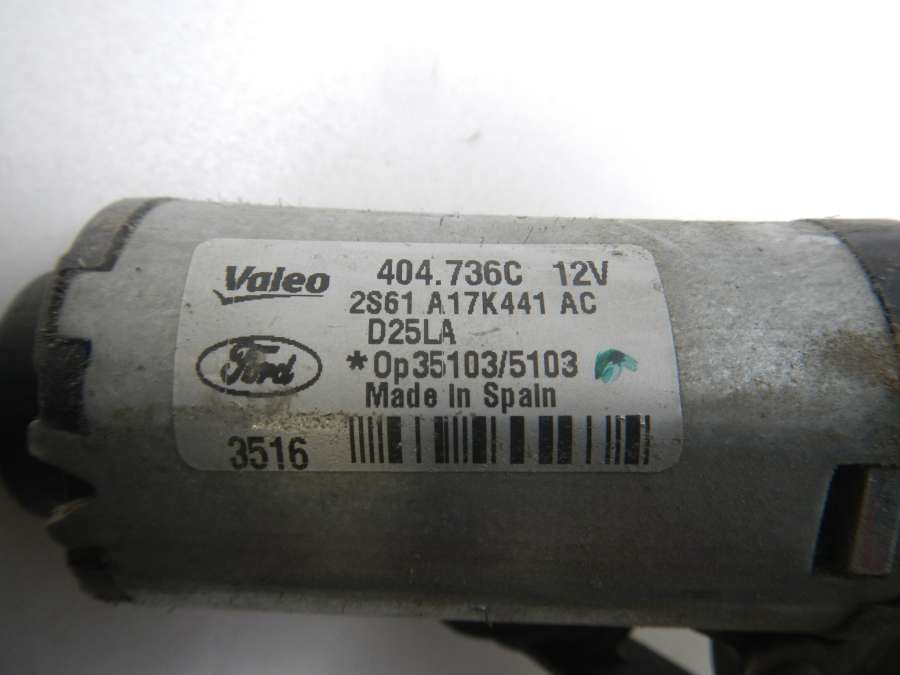 Valeo 404.736C 12V
2S61 A17K441 AC
D25LA
Ford *Op35103/5103
Made In Spain
3516